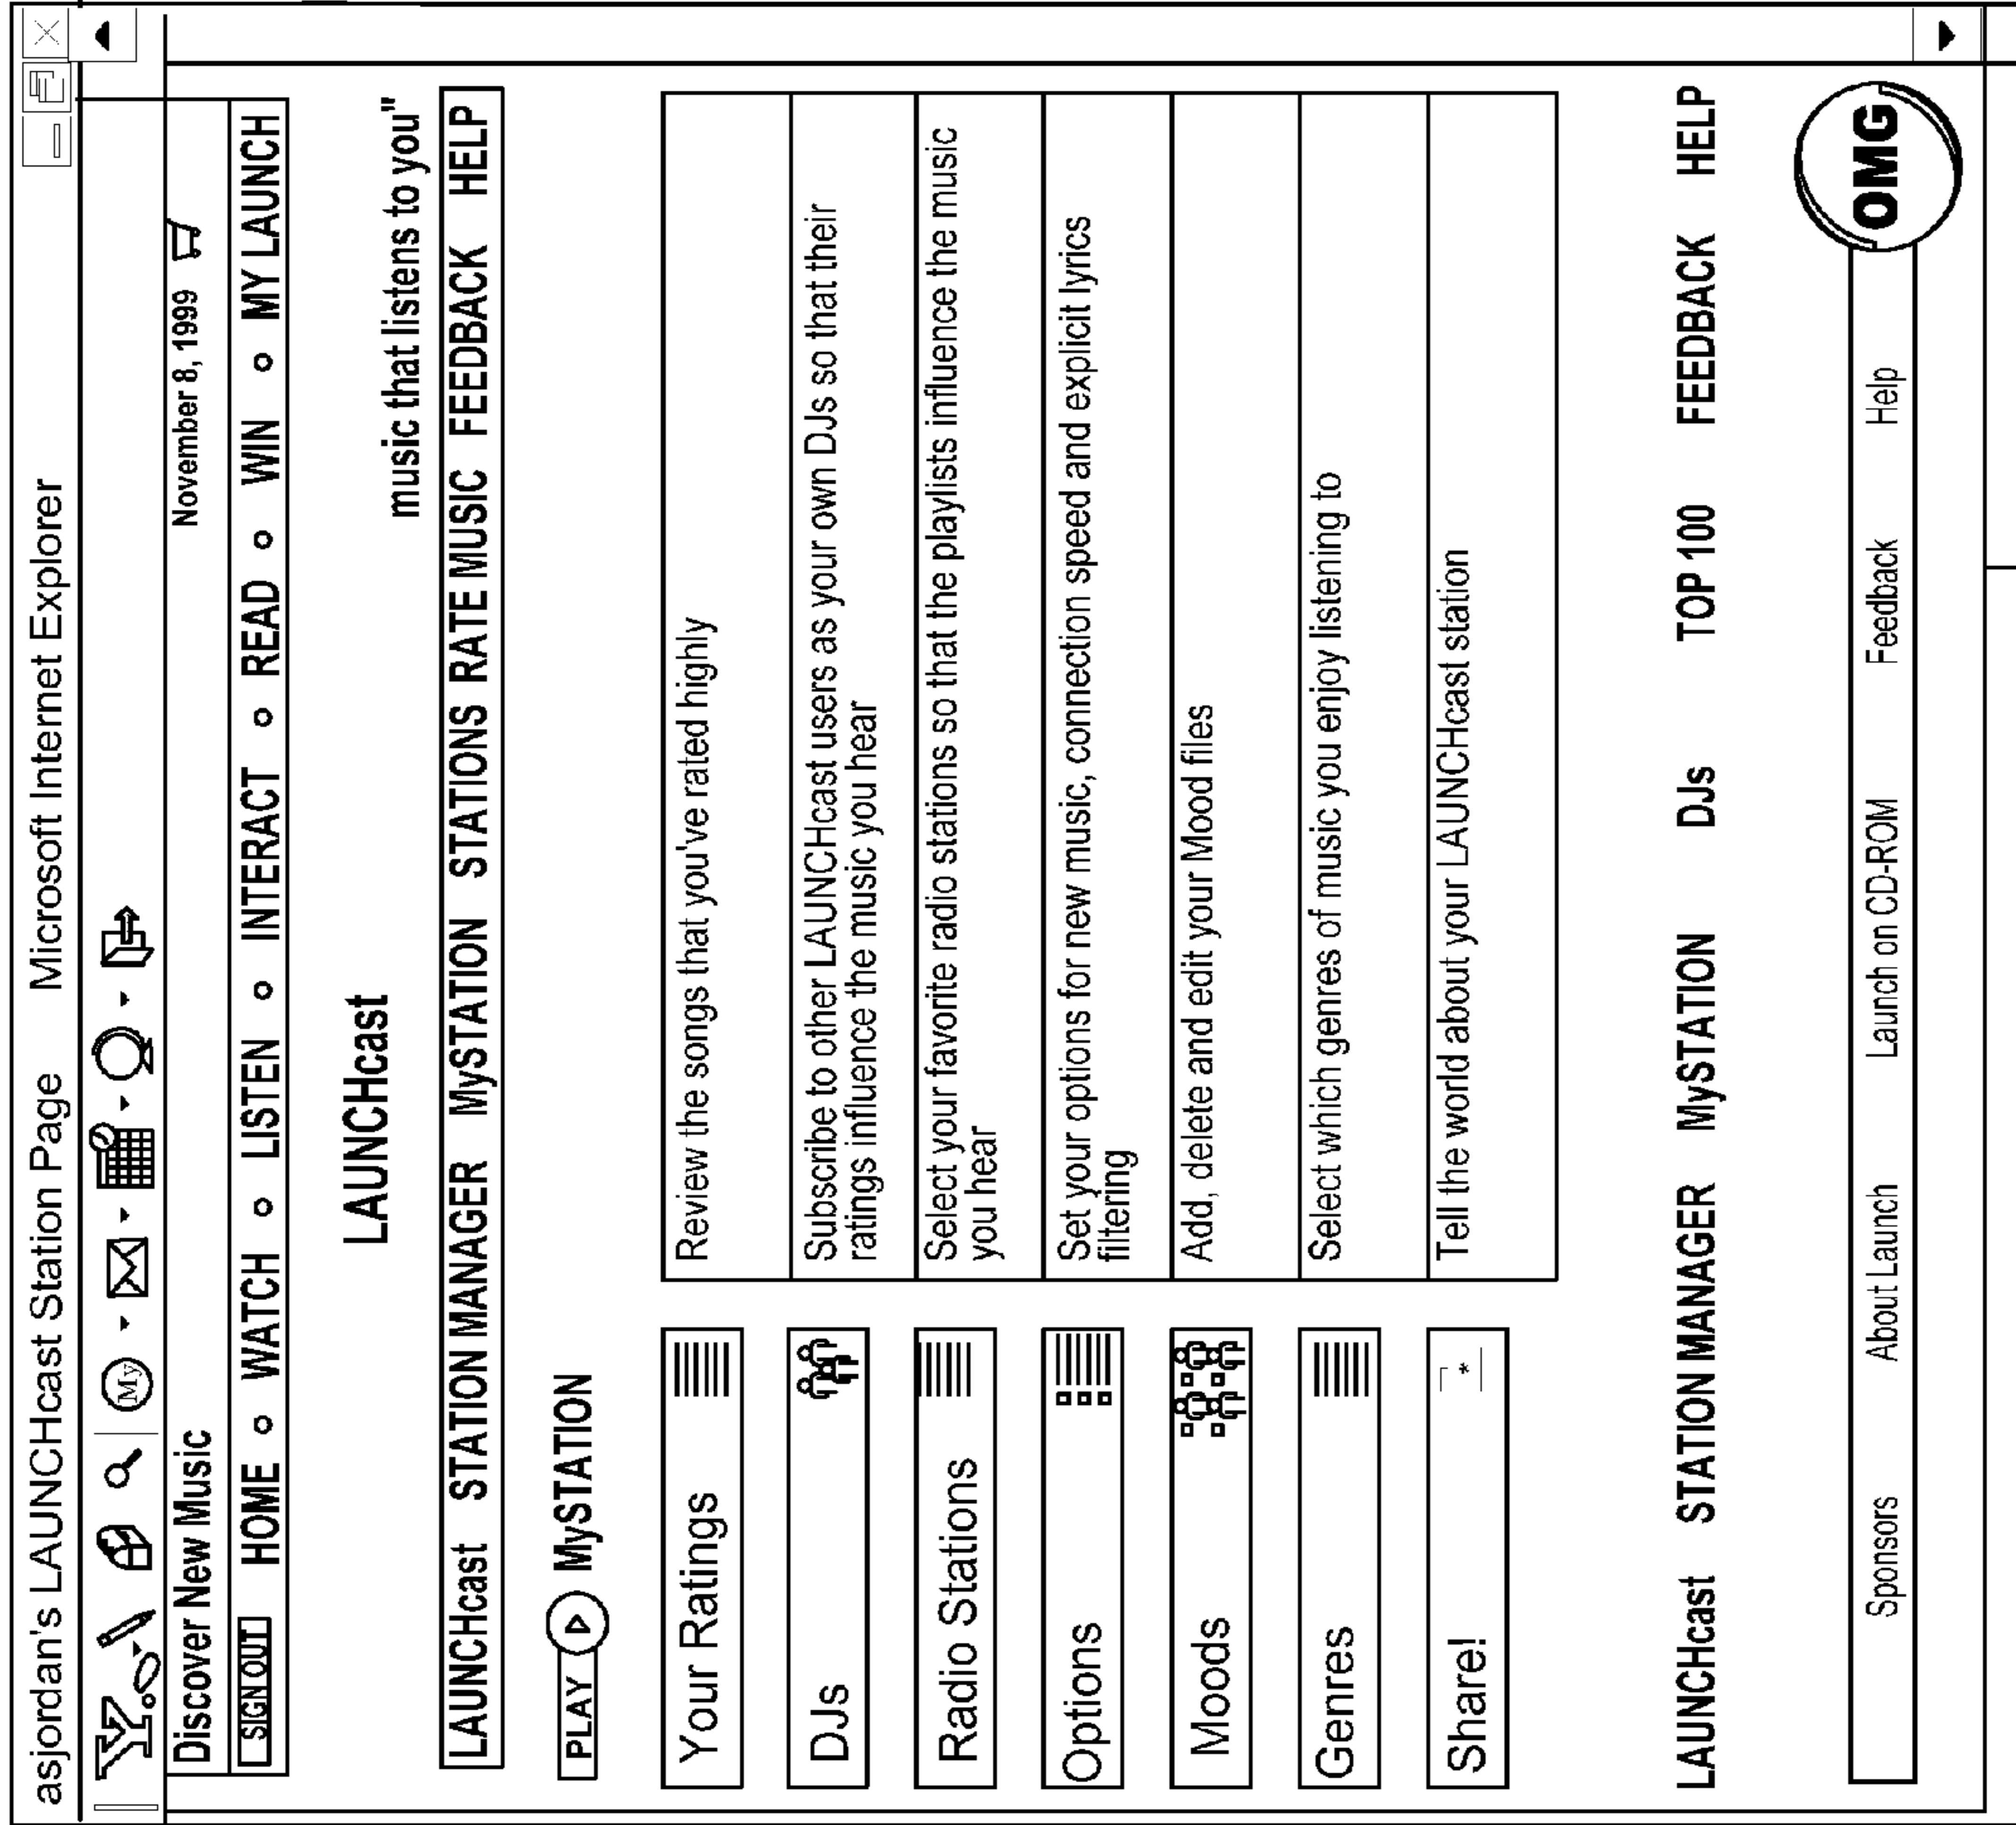 asjordan's LAUNCHcast Station Page Microsoft Internet Explorer
Y! My
Discover New Music November 8, 1999
SIGN OUT HOME o WATCH o LISTEN o INTERACT o READ o WIN o MY LAUNCH
LAUNCHcast
music that listens to you"
LAUNCHcast STATION MANAGER MySTATION STATIONS RATE MUSIC FEEDBACK HELP
PLAY MySTATION
Your Ratings Review the songs that you've rated highly
DJs Subscribe to other LAUNCHcast users as your own DJs so that their
ratings influence the music you hear
Radio Stations Select your favorite radio stations so that the playlists influence the music
you hear
Options Set your options for new music, connection speed and explicit lyrics
filtering
Moods Add, delete and edit your Mood files
Genres Select which genres of music you enjoy listening to
Share! Tell the world about your LAUNCHcast station
LAUNCHcast STATION MANAGER MySTATION DJs TOP 100 FEEDBACK HELP
Sponsors About Launch Launch on CD-ROM Feedback Help OMG